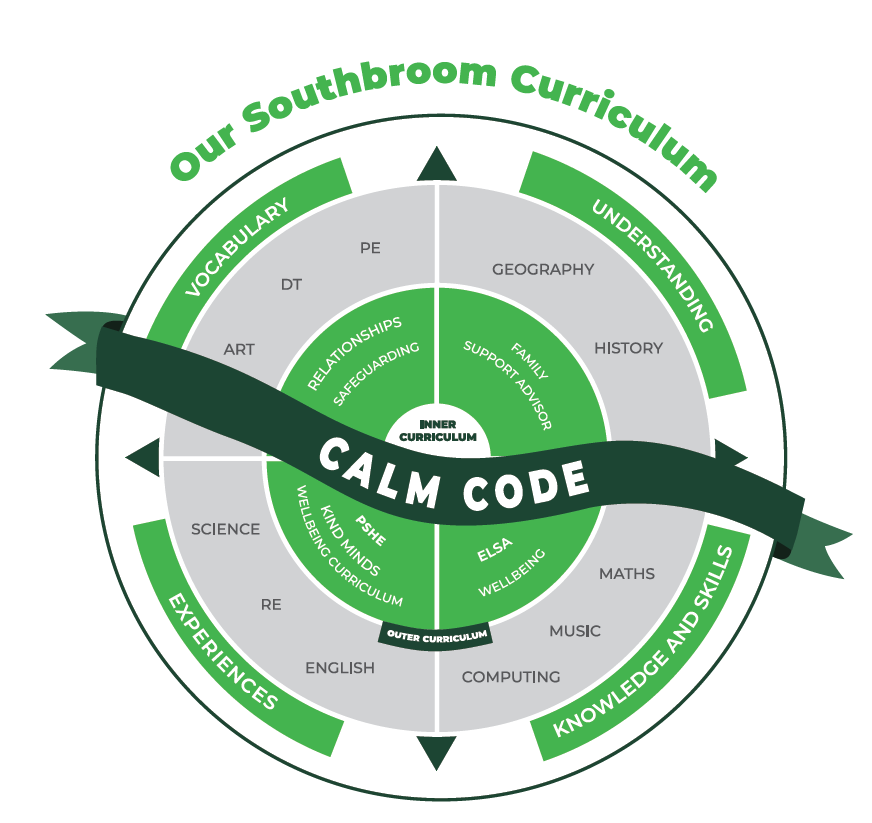 Our Southbroom Curriculum
VOCABULARY
UNDERSTANDING
PE
DT
ART
GEOGRAPHY
HISTORY
RELATIONSHIPS
SAFEGUARDING
FAMILY
SUPPORT ADVISOR
INNER
CURRICULUM
CALM CODE
PSHE
KIND MINDS
WELLBEING CURRICULUM
ELSA
WELLBEING
OUTER CURRICULUM
SCIENCE
RE
ENGLISH
MATHS
MUSIC
COMPUTING
EXPERIENCES
KNOWLEDGE AND SKILLS